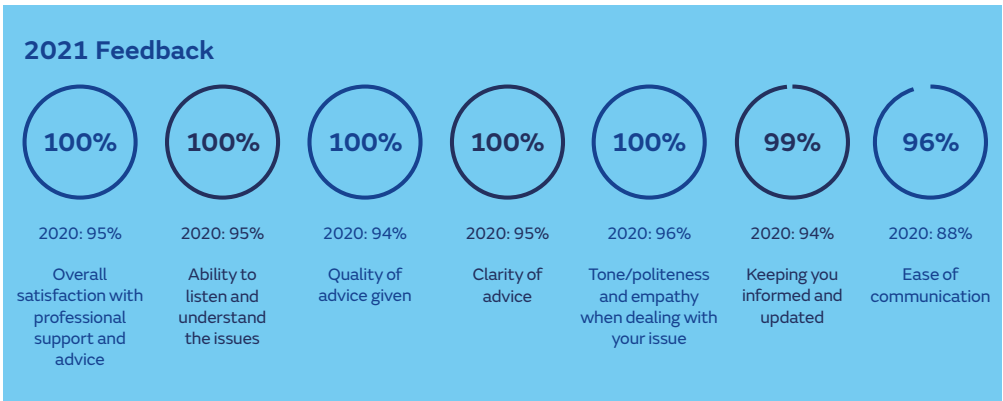 2021 Feedback
100%
100%
100%
100%
100%
99%
96%
2020: 95%
2020: 95%
2020: 94%
2020: 95%
2020: 96%
2020: 94%
2020: 88%
Overall
satisfaction with
professional
support and
advice
Ability to
listen and
understand
the issues
Quality of
advice given
Clarity of
advice
Tone/politeness
and empathy
when dealing with
your issue
Keeping you
informed and
updated
Ease of
communication